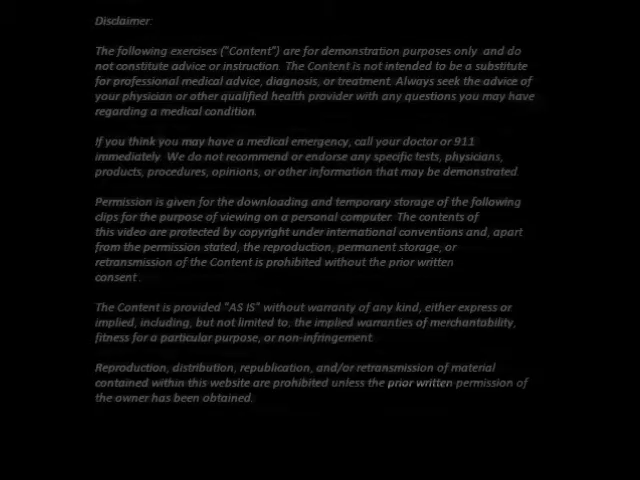 Disclaimer:
The following exercises ("Content") are for demonstration purposes only and do
not constitute advice or instruction. The Content is not intended to be a substitute
for professional medical advice, diagnosis, or treatment. Always seek the advice of
your physician or other qualified health provider with any questions you may have
regarding a medical condition.
If you think you may have a medical emergency, call your doctor or 911
immediately. We do not recommend or endorse any specific tests, physicians,
products, procedures, opinions, or other information that may be demonstrated.
Permission is given for the downloading and temporary storage of the following
clips for the purpose of viewing on a personal computer. The contents of
this video are protected by copyright under international conventions and, apart
from the permission stated, the reproduction, permanent storage, or
retransmission of the Content is prohibited without the prior written
consent .
The Content is provided "AS IS" without warranty of any kind, either express or
implied, including, but not limited to, the implied warranties of merchantability,
fitness for a particular purpose, or non-infringement.
Reproduction, distribution, republication, and/or retransmission of material
contained within this website are prohibited unless the prior written permission of
the owner has been obtained.